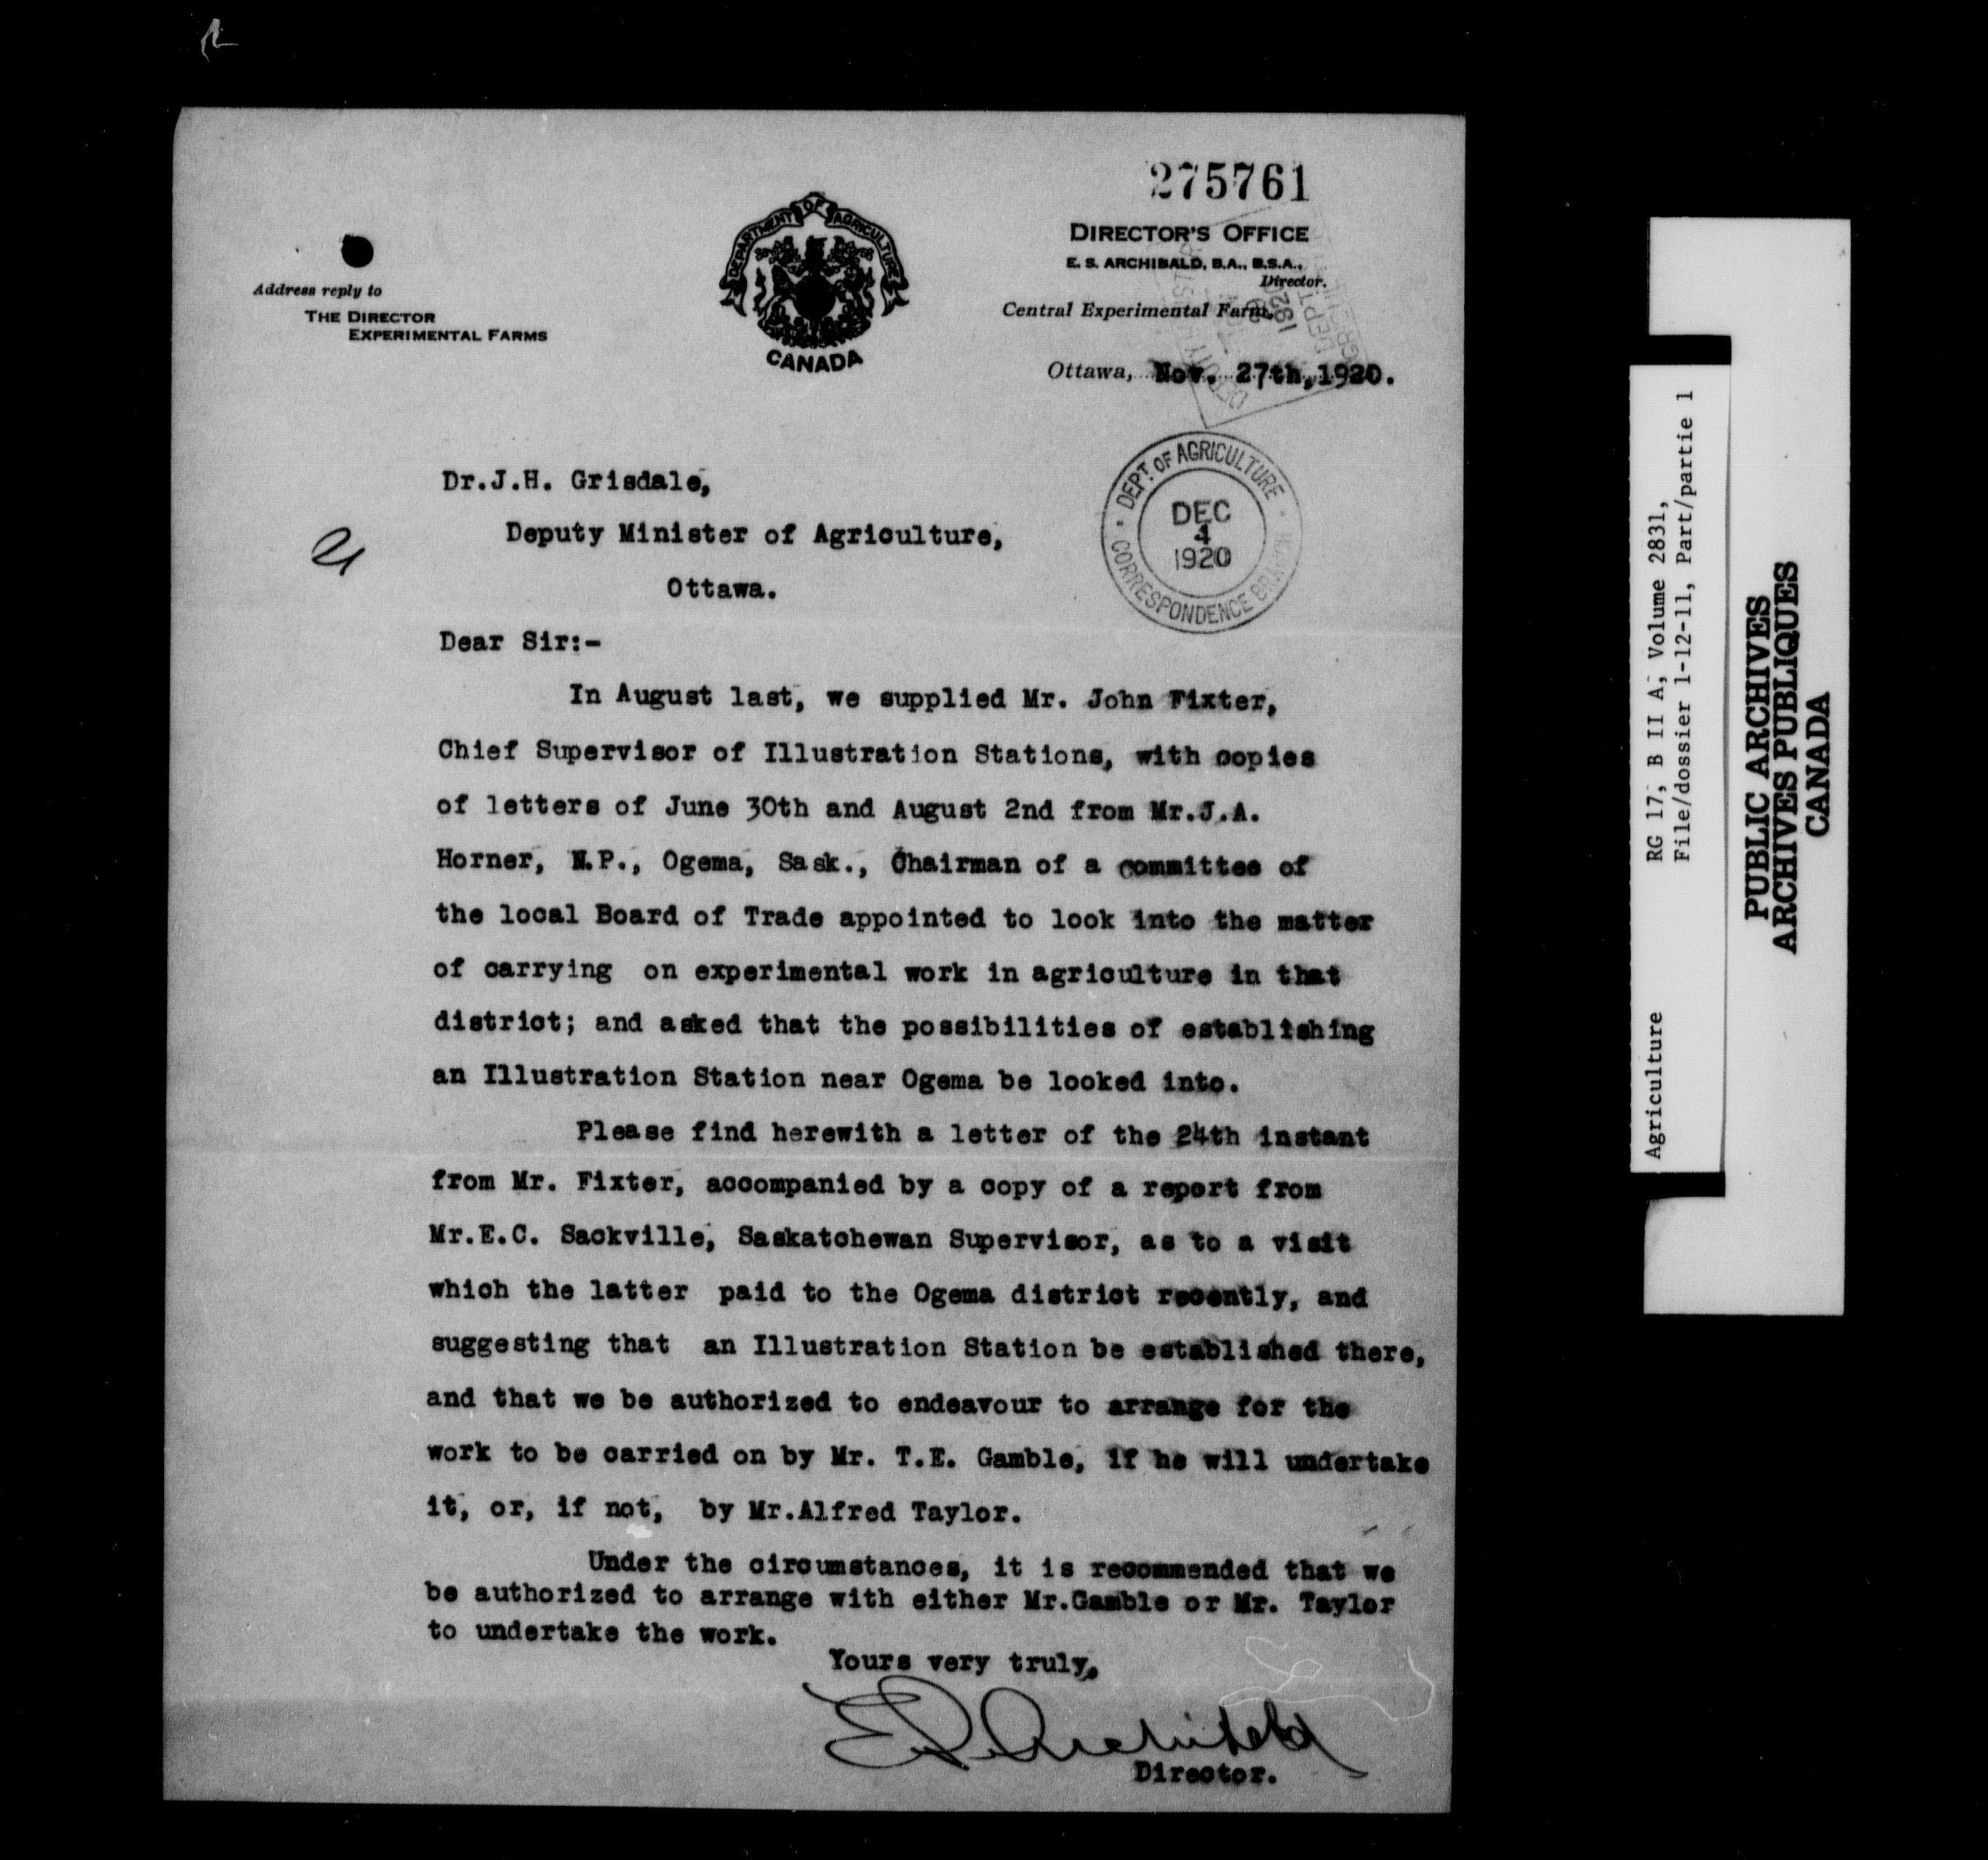 275761
DEPARTMENT OF AGRICULTURE
CANADA
Address reply to
THE DIRECTOR
EXPERIMENTAL FARMS
DIRECTOR'S OFFICE
E. S. ARCHIBALD, B.A., B.S.A.,
Director.
Central Experimental Farm,
Ottawa, Nov. 27th,1920.
DEPT. OF AGRICULTURE
DEC
4
1920
CORRESPONDENCE BRANCH
Dr.J.H. Grisdale,
Deputy Minister of Agriculture,
Ottawa.
Dear Sir:-
In August last, we supplied Mr. John Fixter,
Chief Supervisor of Illustration Stations, with copies
of letters of June 30th and August 2nd from Mr.J.A.
Horner, N.P., Ogema, Sask., Chairman of a committee of
the local Board of Trade appointed to look into the matter
of carrying on experimental work in agriculture in that
district; and asked that the possibilities of establishing
an Illustration Station near Ogema be looked into.
Please find herewith a letter of the 24th instant
from Mr. Fixter, accompanied by a copy of a report from
Mr.E.C. Sackville, Saskatchewan Supervisor, as to a visit
which the latter paid to the Ogema district recently, and
suggesting that an Illustration Station be established there,
and that we be authorized to endeavour to arrange for the
work to be carried on by Mr. T.E. Gamble, if he will undertake
it, or, if not, by Mr.Alfred Taylor.
Under the circumstances, it is recommended that we
be authorized to arrange with either Mr.Gamble or Mr. Taylor
to undertake the work.
Yours very truly,
E. S. Archibald
Director.
Agriculture
RG 17, B II A, Volume 2831,
File/dossier 1-12-11, Part/partie 1
PUBLIC ARCHIVES
ARCHIVES PUBLIQUES
CANADA